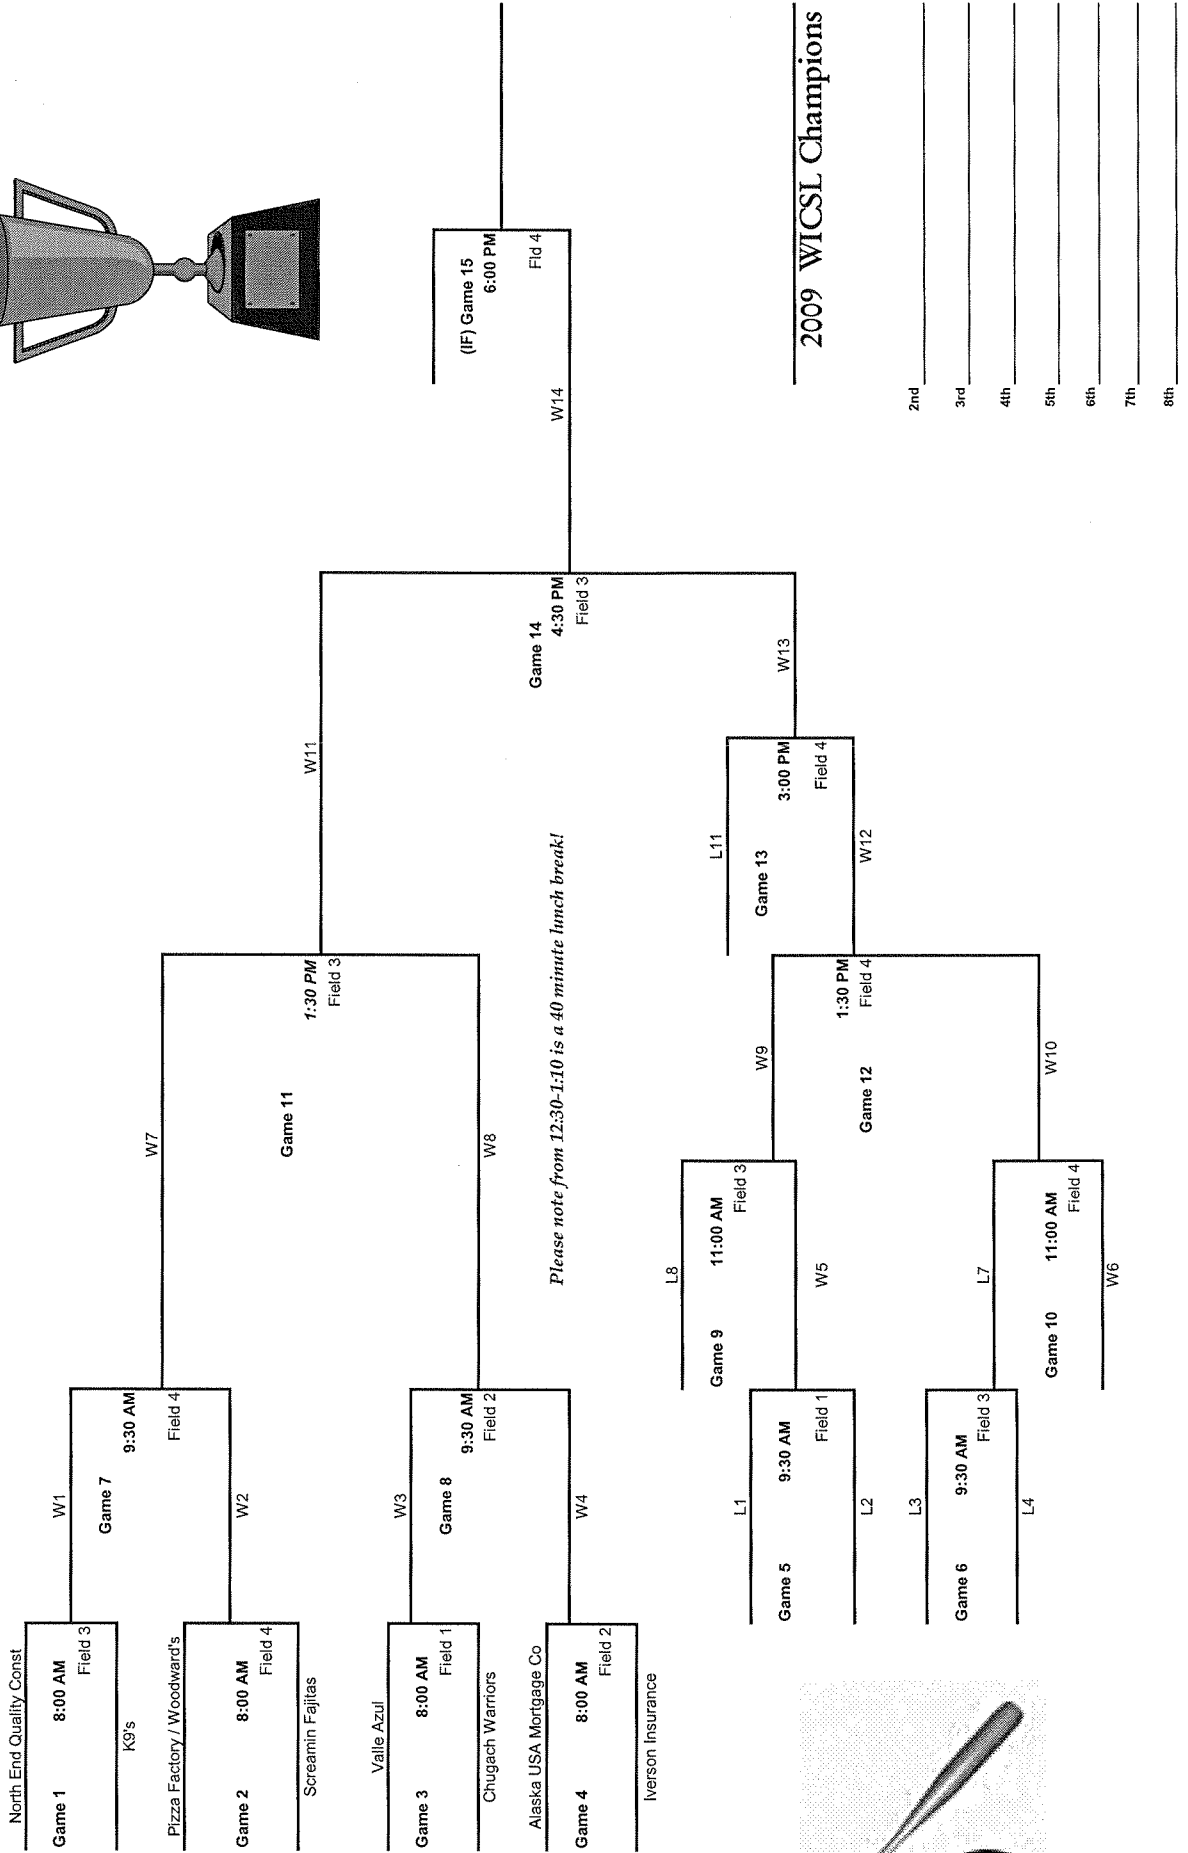 North End Quality Const
Game 1 8:00 AM
Field 3
K9's
Pizza Factory / Woodward's
Game 2 8:00 AM
Field 4
Screamin Fajitas
Valle Azul
Game 3 8:00 AM
Field 1
Chugach Warriors
Alaska USA Mortgage Co
Game 4 8:00 AM
Field 2
Iverson Insurance
W1
Game 7
9:30 AM
Field 4
W2
W3
Game 8
9:30 AM
Field 2
W4
L1
Game 5 9:30 AM
Field 1
L2
L3
Game 6 9:30 AM
Field 3
L4
W7
Game 11
1:30 PM
Field 3
W8
Please note from 12:30-1:10 is a 40 minute lunch break!
L8
Game 9 11:00 AM
Field 3
W5
L7
Game 10 11:00 AM
Field 4
W6
W9
Game 12
1:30 PM
Field 4
W10
W11
L11
Game 13
3:00 PM
Field 4
W12
Game 14
4:30 PM
Field 3
W13
W14
(IF) Game 15
6:00 PM
Fld 4
2009 WICSL Champions
2nd
3rd
4th
5th
6th
7th
8th